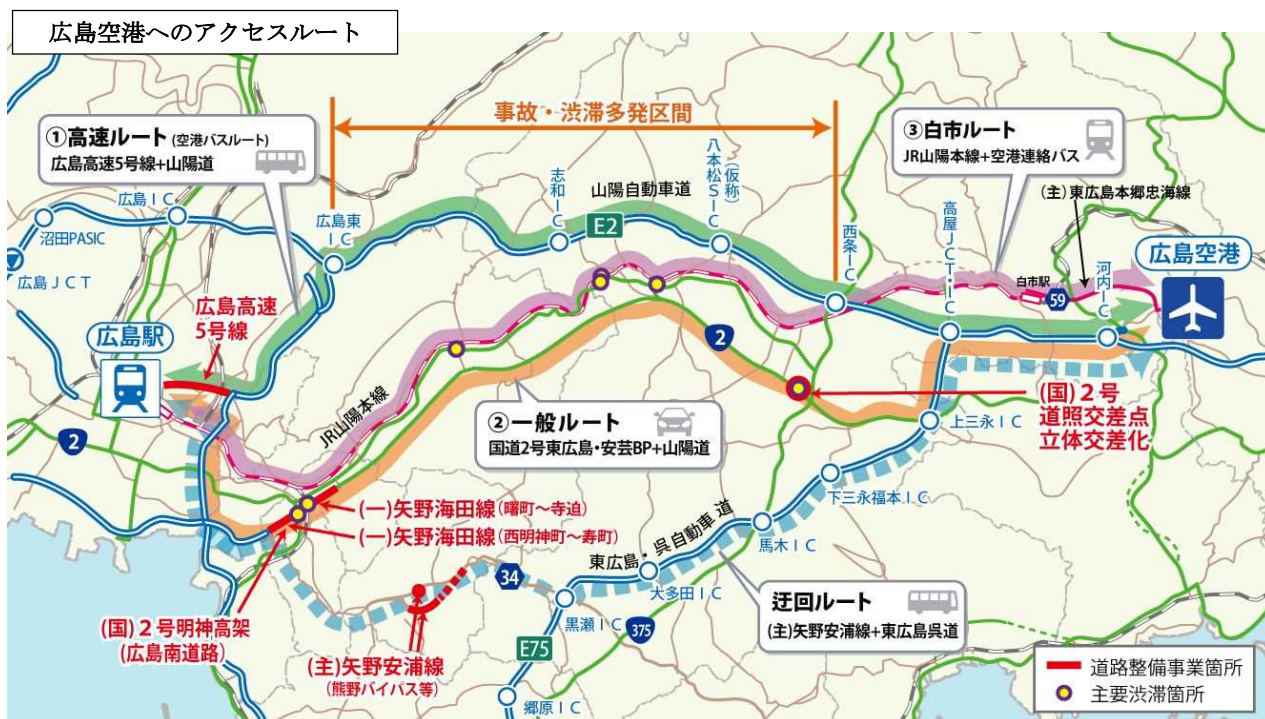 広島空港へのアクセスルート
事故・渋滞多発区間
①高速ルート(空港バスルート)
広島高速5号線+山陽道
③白市ルート
JR山陽本線+空港連絡バス
(主)東広島本郷忠海線
広島IC
沼田PASIC
広島JCT
広島東
IC
志和IC
山陽自動車道
E2
(仮称)
八本松SIC
西条IC
高屋JCT・IC
白市駅
59
河内IC
広島空港
広島高速
5号線
広島駅
2
JR山陽本線
2
②一般ルート
国道2号東広島・安芸BP+山陽道
(国)2号
道照交差点
立体交差化
上三永IC
下三永福本IC
馬木IC
(一)矢野海田線(曙町～寺迫)
(一)矢野海田線(西明神町～寿町)
東広島・呉自動車道
大多田IC
34
黒瀬IC
375
迂回ルート
(主)矢野安浦線+東広島呉道
(国)2号明神高架
(広島南道路)
(主)矢野安浦線
(熊野バイパス等)
E75
郷原IC
道路整備事業箇所
主要渋滞箇所